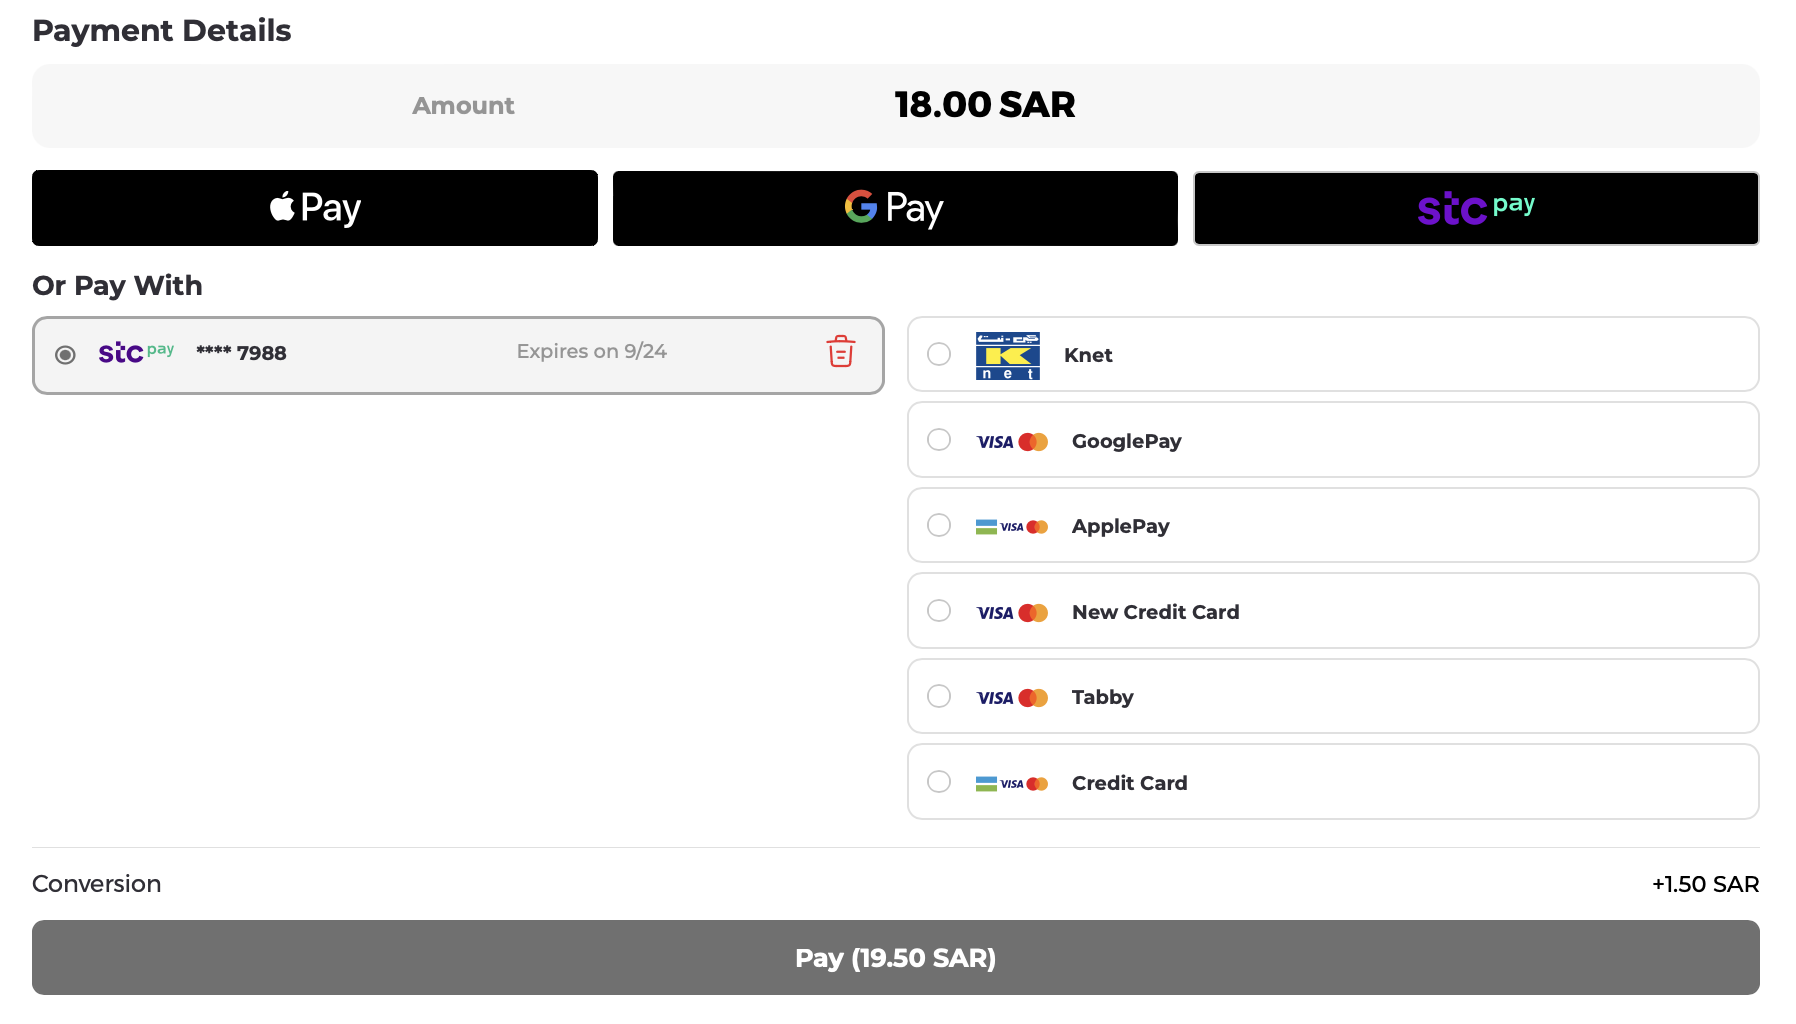 Payment Details
Amount 18.00 SAR
Pay
G Pay
stc pay
Or Pay With
stc pay **** 7988 Expires on 9/24
كي - نت
K
net
Knet
VISA GooglePay
VISA ApplePay
VISA New Credit Card
VISA Tabby
VISA Credit Card
Conversion +1.50 SAR
Pay (19.50 SAR)